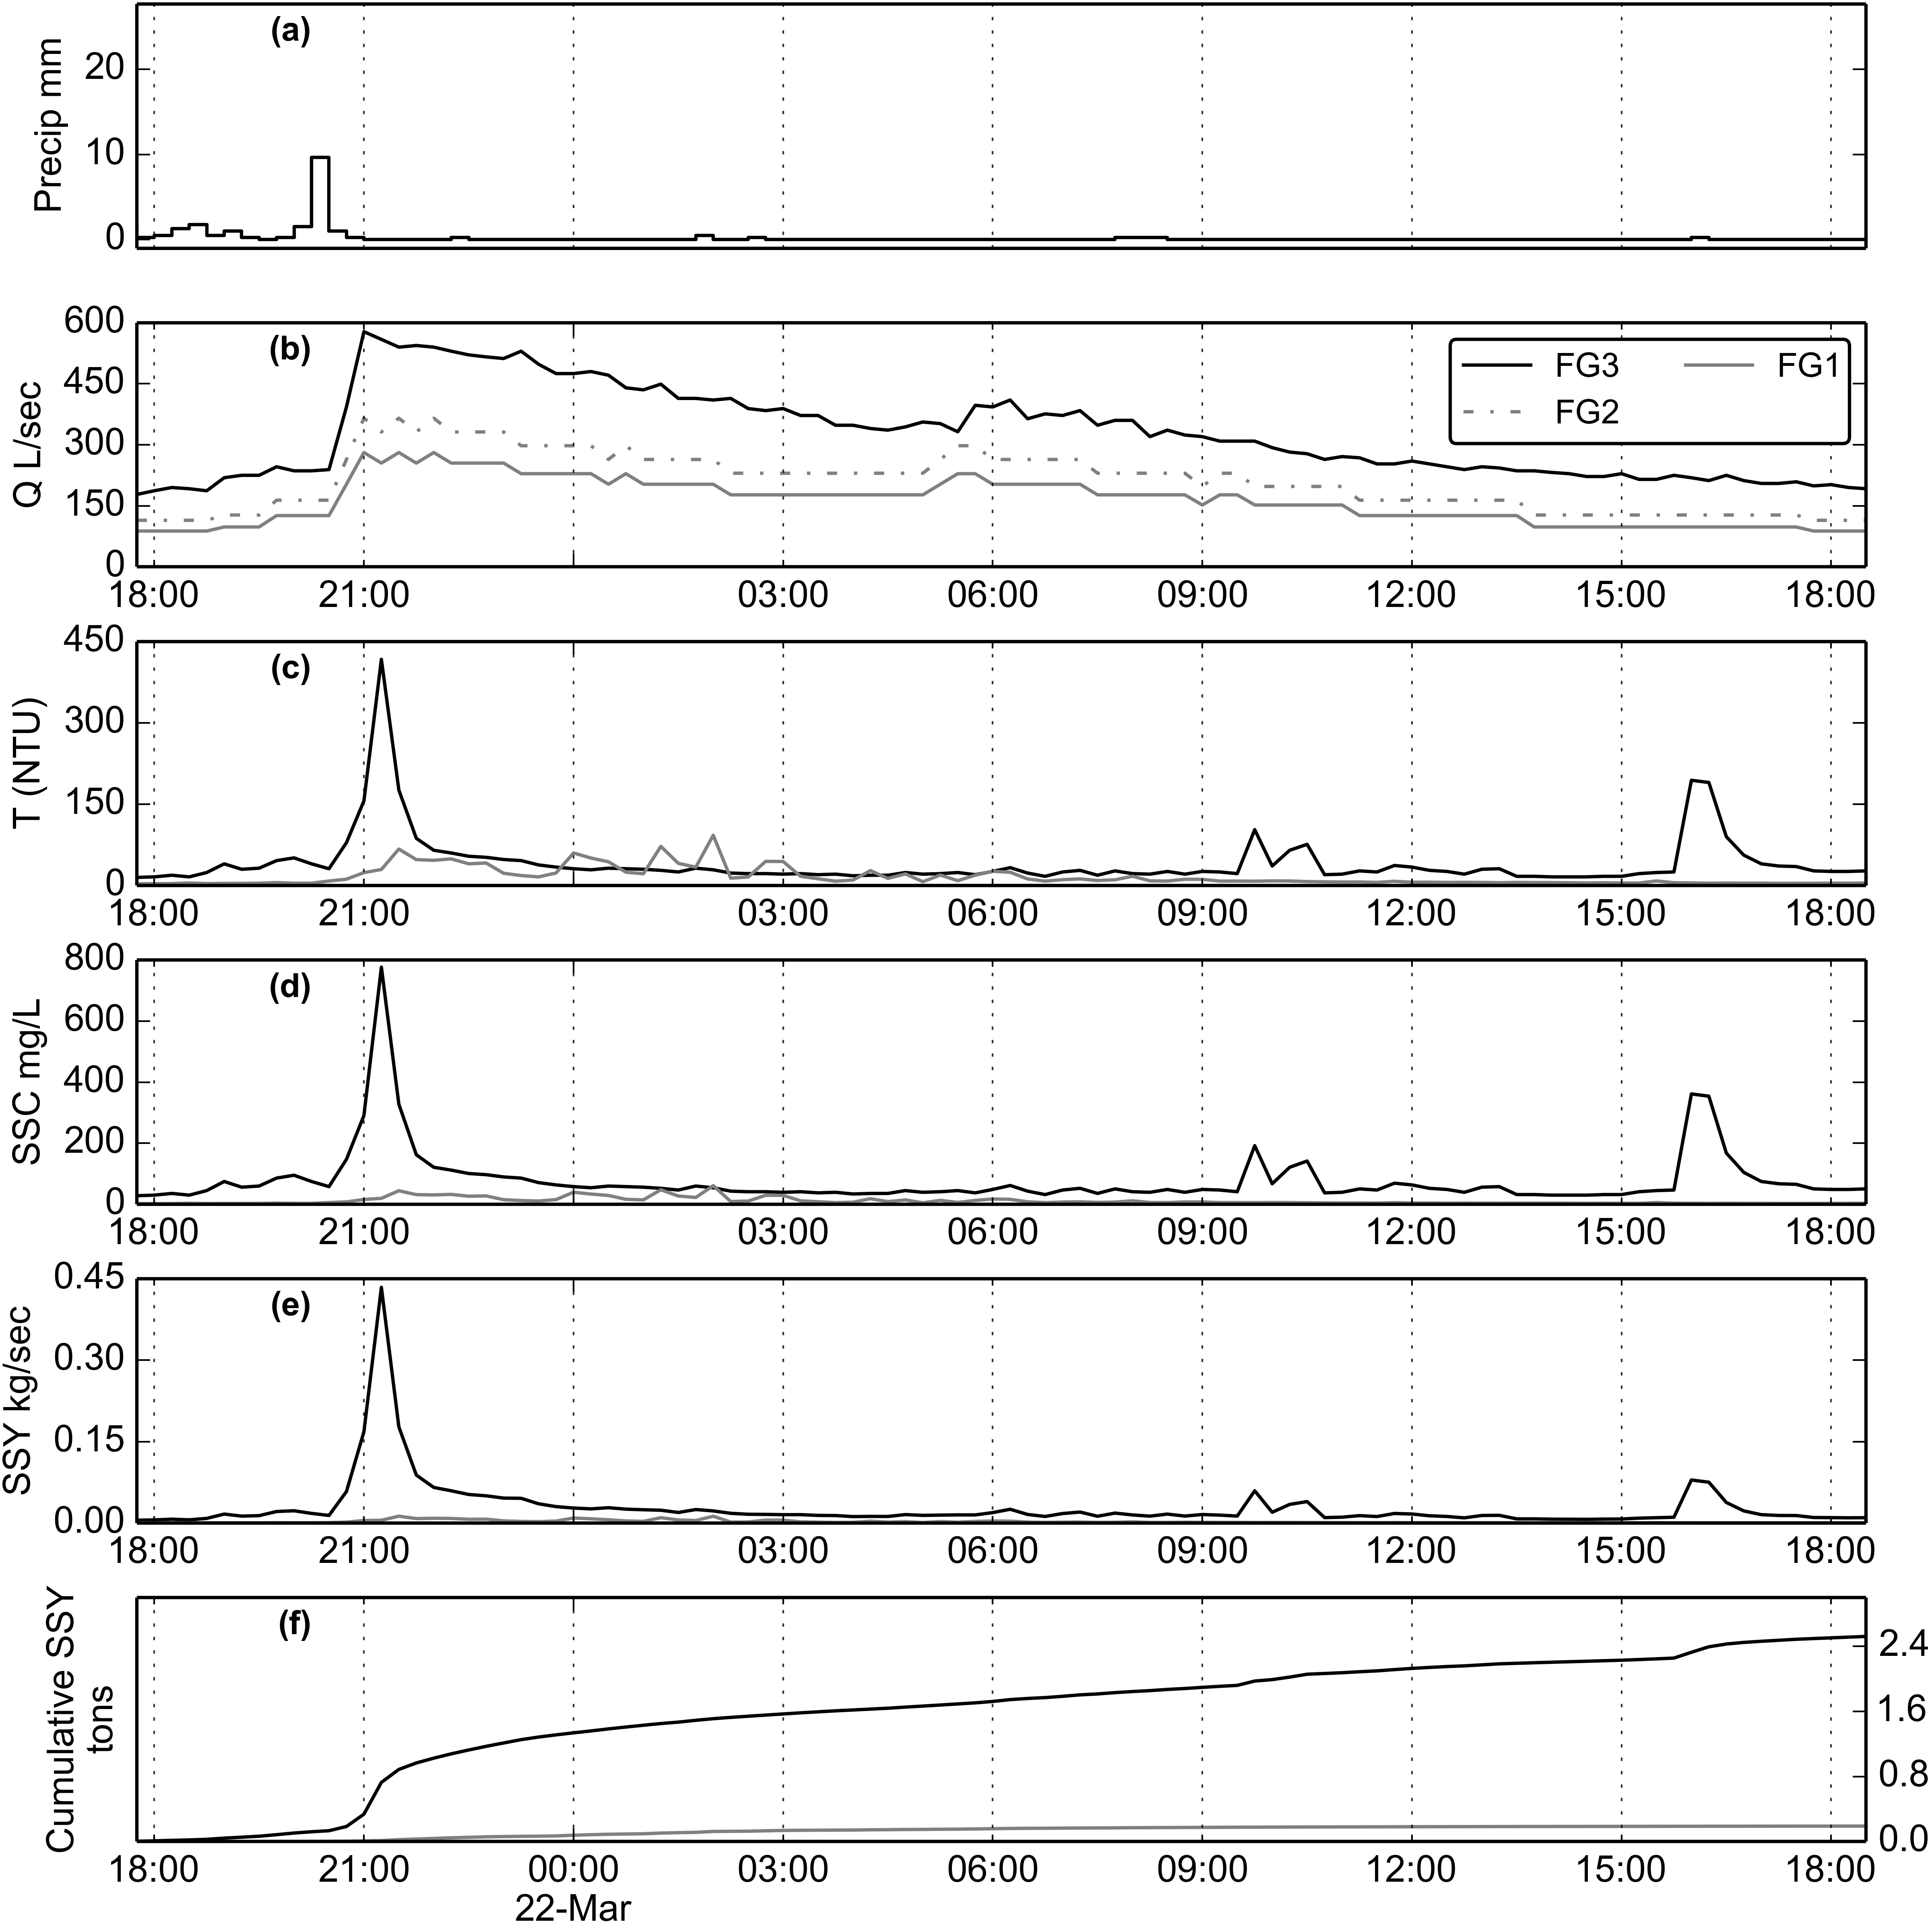 (a)
Precip mm
20
10
0
(b)
Q L/sec
600
450
300
150
0
FG3 FG1
FG2
18:00 21:00 03:00 06:00 09:00 12:00 15:00 18:00
(c)
T (NTU)
450
300
150
0
18:00 21:00 03:00 06:00 09:00 12:00 15:00 18:00
(d)
SSC mg/L
800
600
400
200
0
18:00 21:00 03:00 06:00 09:00 12:00 15:00 18:00
(e)
SSY kg/sec
0.45
0.30
0.15
0.00
18:00 21:00 03:00 06:00 09:00 12:00 15:00 18:00
(f)
Cumulative SSY
tons
2.4
1.6
0.8
0.0
18:00 21:00 00:00 03:00 06:00 09:00 12:00 15:00 18:00
22-Mar